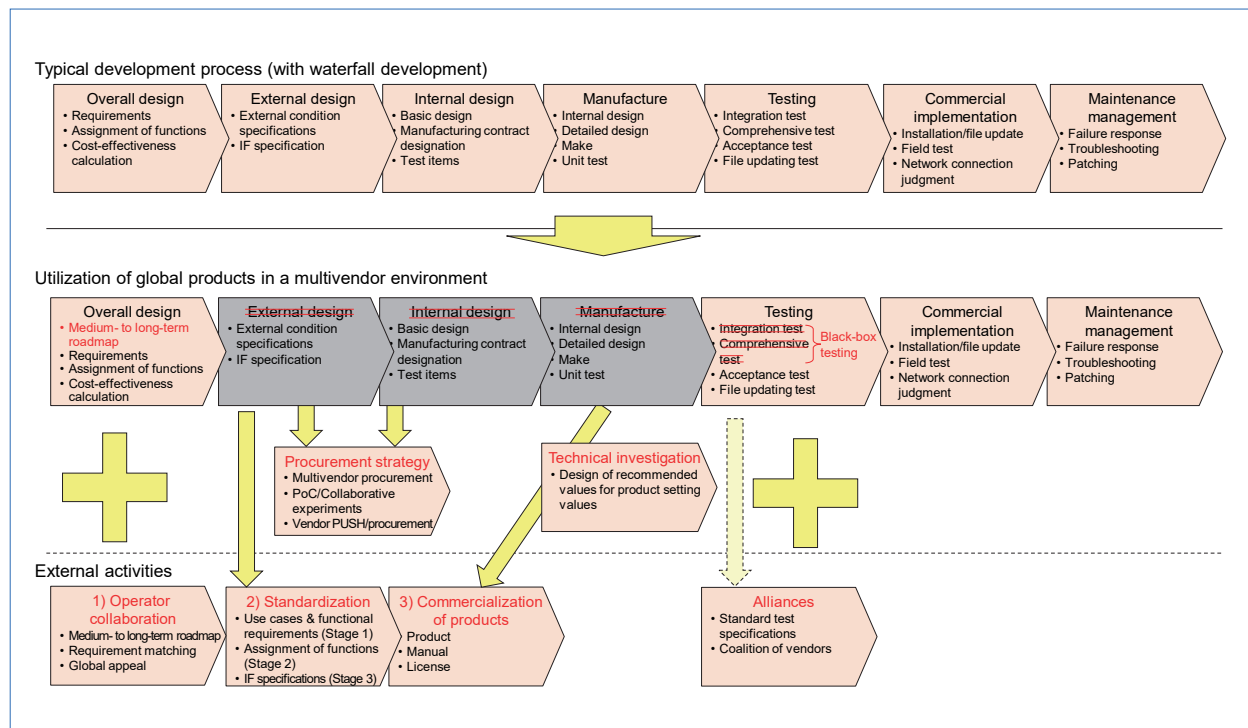 Typical development process (with waterfall development)
Overall design
• Requirements
• Assignment of functions
• Cost-effectiveness
calculation
External design
• External condition
specifications
• IF specification
Internal design
• Basic design
• Manufacturing contract
designation
• Test items
Manufacture
• Internal design
• Detailed design
• Make
• Unit test
Testing
• Integration test
• Comprehensive test
• Acceptance test
• File updating test
Commercial
implementation
• Installation/file update
• Field test
• Network connection
judgment
Maintenance
management
• Failure response
• Troubleshooting
• Patching
Utilization of global products in a multivendor environment
Overall design
• Medium- to long-term
roadmap
• Requirements
• Assignment of functions
• Cost-effectiveness
calculation
External design
• External condition
specifications
• IF specification
Internal design
• Basic design
• Manufacturing contract
designation
• Test items
Manufacture
• Internal design
• Detailed design
• Make
• Unit test
Testing
• Integration test
• Comprehensive
test
• Acceptance test
• File updating test
Black-box
testing
Commercial
implementation
• Installation/file update
• Field test
• Network connection
judgment
Maintenance
management
• Failure response
• Troubleshooting
• Patching
Procurement strategy
• Multivendor procurement
• PoC/Collaborative
experiments
• Vendor PUSH/procurement
Technical investigation
• Design of recommended
values for product setting
values
External activities
1) Operator
collaboration
• Medium- to long-term roadmap
• Requirement matching
• Global appeal
2) Standardization
• Use cases & functional
requirements (Stage 1)
• Assignment of functions
(Stage 2)
• IF specifications (Stage 3)
3) Commercialization
of products
• Product
• Manual
• License
Alliances
• Standard test
specifications
• Coalition of vendors